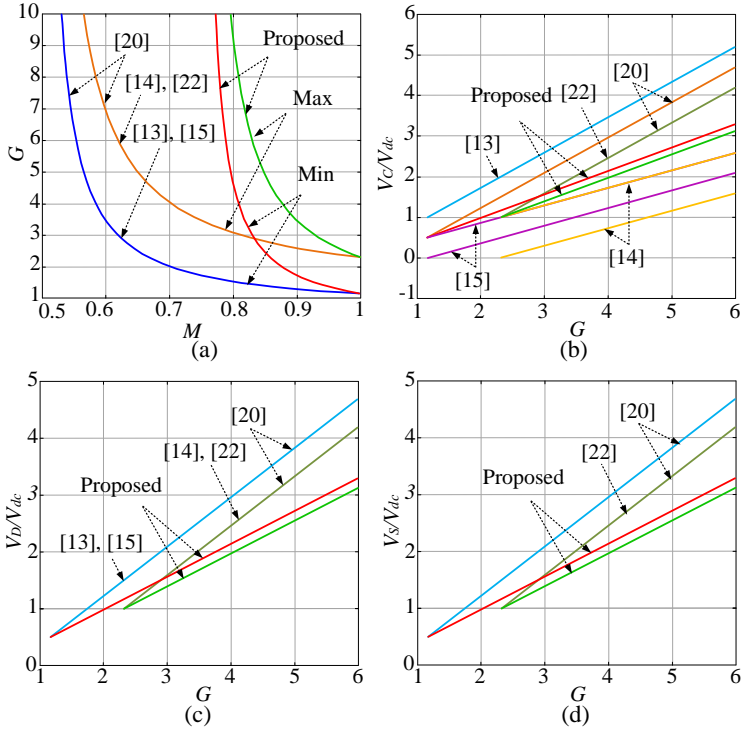 10
9
8
7
6
5
4
3
2
1
G
[20]
[14], [22]
[13], [15]
Proposed
Max
Min
0.5 0.6 0.7 0.8 0.9 1
M
(a)
6
5
4
3
2
1
0
-1
V_C/V_dc
[20]
Proposed [22]
[13]
[15]
[14]
1 2 3 4 5 6
G
(b)
5
4
3
2
1
0
V_D/V_dc
[20]
[14], [22]
Proposed
[13], [15]
1 2 3 4 5 6
G
(c)
5
4
3
2
1
0
V_S/V_dc
[20]
[22]
Proposed
1 2 3 4 5 6
G
(d)